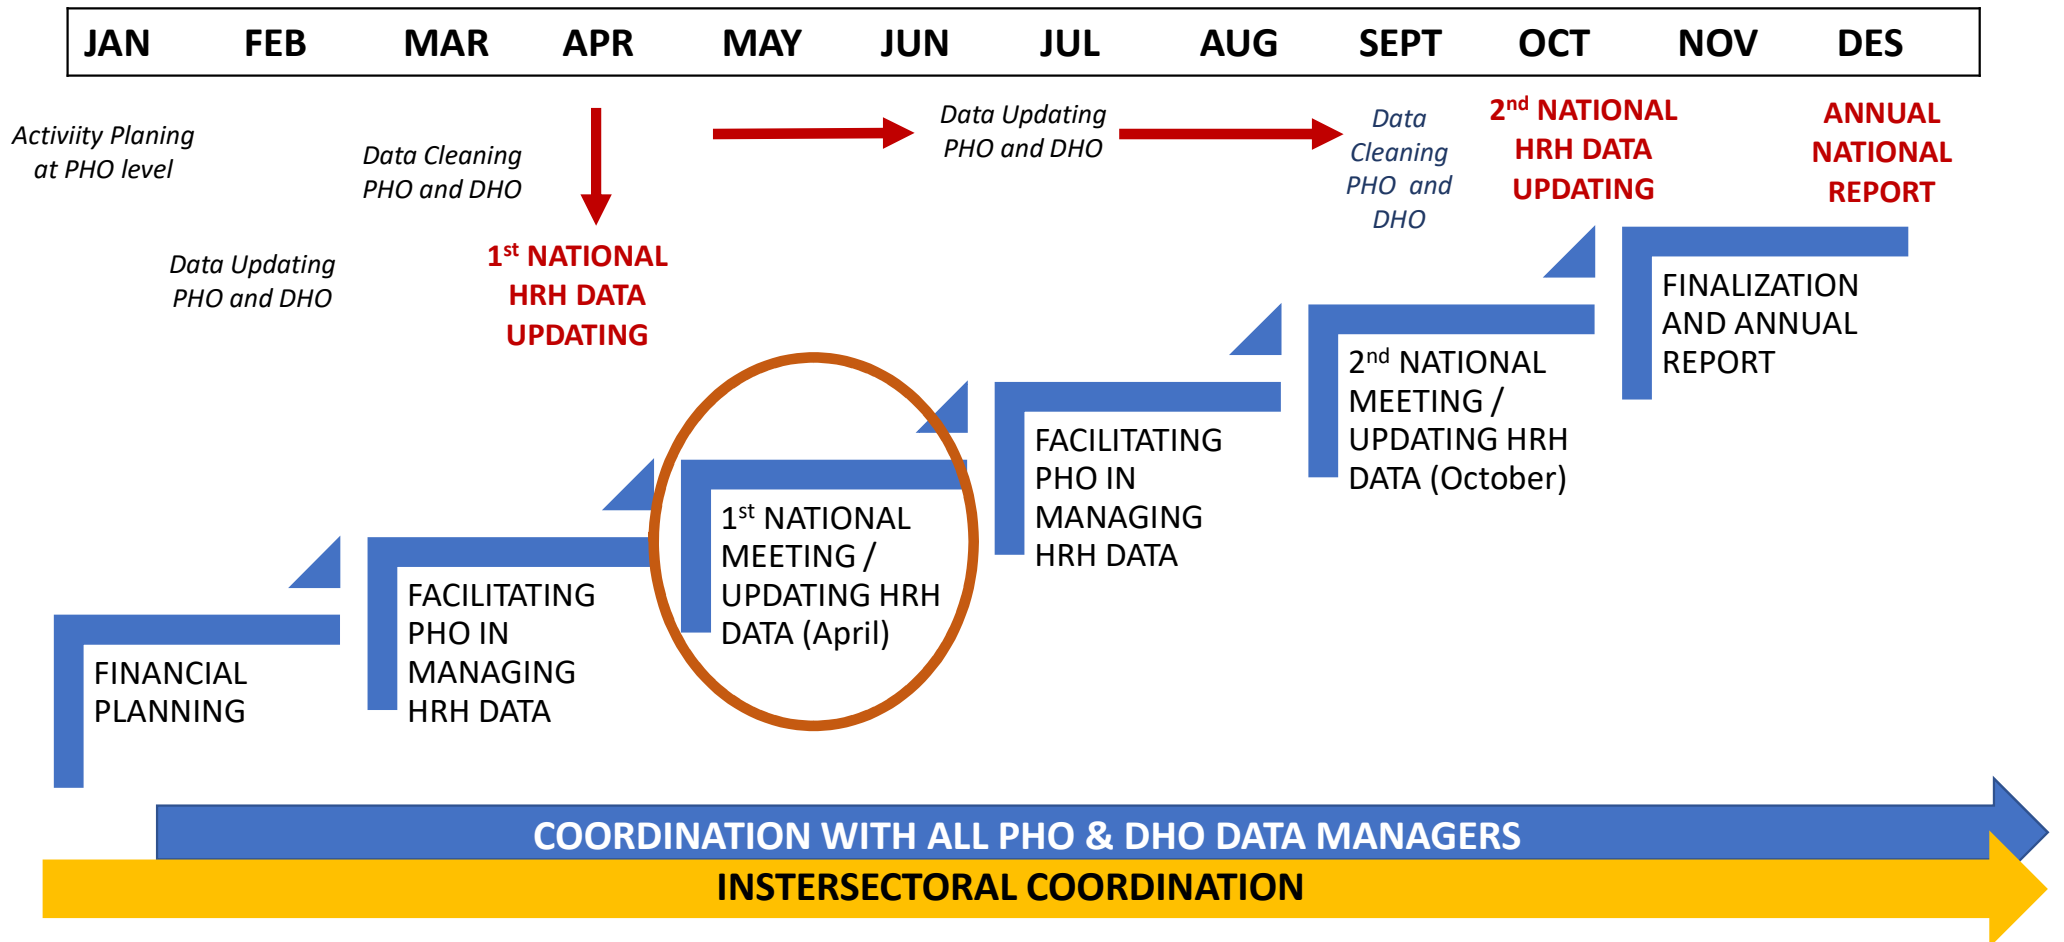 JAN FEB MAR APR MAY JUN JUL AUG SEPT OCT NOV DES
Activiity Planing
at PHO level
Data Updating
PHO and DHO
Data Cleaning
PHO and DHO
1st NATIONAL
HRH DATA
UPDATING
Data Updating
PHO and DHO
Data
Cleaning
PHO and
DHO
2nd NATIONAL
HRH DATA
UPDATING
ANNUAL
NATIONAL
REPORT
FINANCIAL
PLANNING
FACILITATING
PHO IN
MANAGING
HRH DATA
1st NATIONAL
MEETING /
UPDATING HRH
DATA (April)
FACILITATING
PHO IN
MANAGING
HRH DATA
2nd NATIONAL
MEETING /
UPDATING HRH
DATA (October)
FINALIZATION
AND ANNUAL
REPORT
COORDINATION WITH ALL PHO & DHO DATA MANAGERS
INSTERSECTORAL COORDINATION